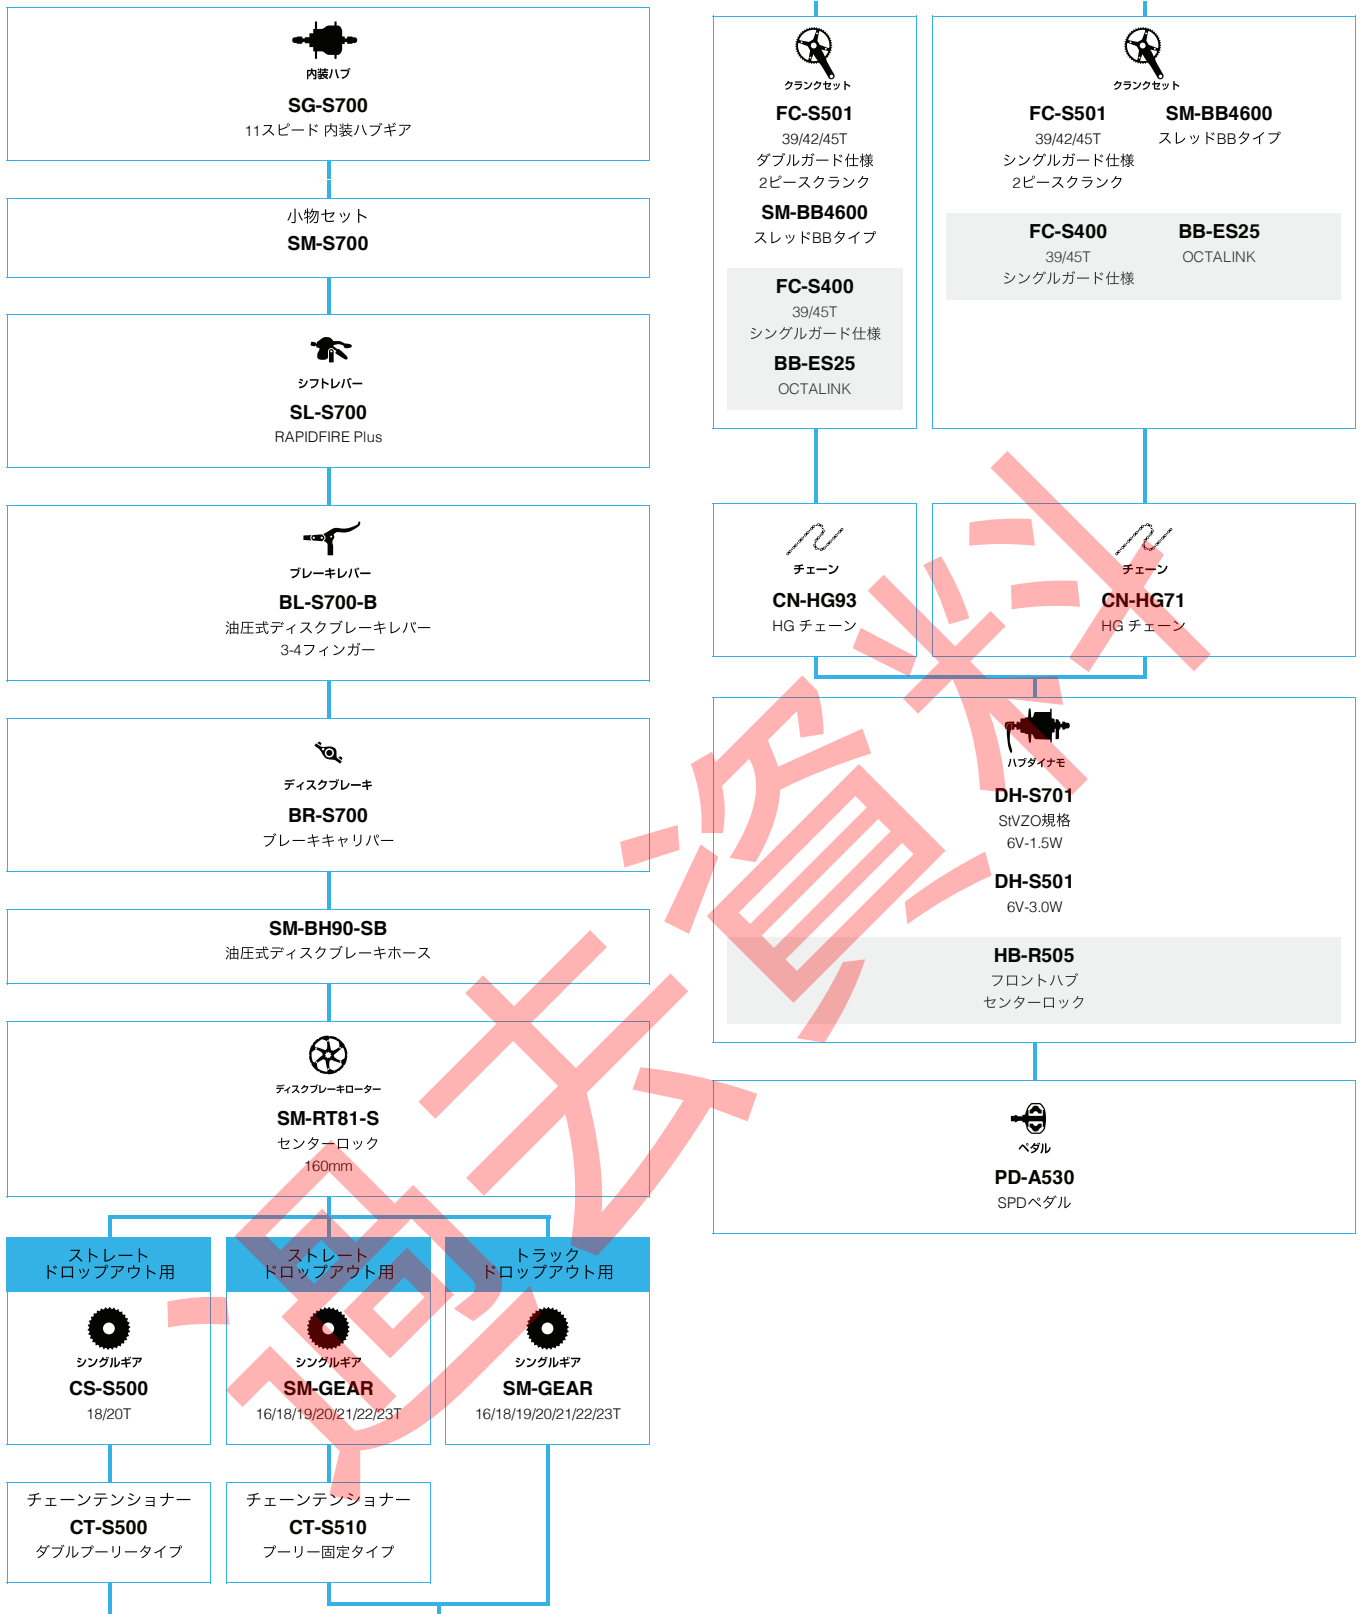 内装ハブ
SG-S700
11スピード 内装ハブギア
小物セット
SM-S700
シフトレバー
SL-S700
RAPIDFIRE Plus
ブレーキレバー
BL-S700-B
油圧式ディスクブレーキレバー
3-4フィンガー
ディスクブレーキ
BR-S700
ブレーキキャリパー
SM-BH90-SB
油圧式ディスクブレーキホース
ディスクブレーキローター
SM-RT81-S
センターロック
160mm
ストレート
ドロップアウト用
シングルギア
CS-S500
18/20T
チェーンテンショナー
CT-S500
ダブルプーリータイプ
ストレート
ドロップアウト用
シングルギア
SM-GEAR
16/18/19/20/21/22/23T
チェーンテンショナー
CT-S510
プーリー固定タイプ
トラック
ドロップアウト用
シングルギア
SM-GEAR
16/18/19/20/21/22/23T
クランクセット
FC-S501
39/42/45T
ダブルガード仕様
2ピースクランク
SM-BB4600
スレッドBBタイプ
FC-S400
39/45T
シングルガード仕様
BB-ES25
OCTALINK
チェーン
CN-HG93
HG チェーン
クランクセット
FC-S501
39/42/45T
シングルガード仕様
2ピースクランク
SM-BB4600
スレッドBBタイプ
FC-S400
39/45T
シングルガード仕様
BB-ES25
OCTALINK
チェーン
CN-HG71
HG チェーン
ハブダイナモ
DH-S701
StVZO規格
6V-1.5W
DH-S501
6V-3.0W
HB-R505
フロントハブ
センターロック
ペダル
PD-A530
SPDペダル
過去資料